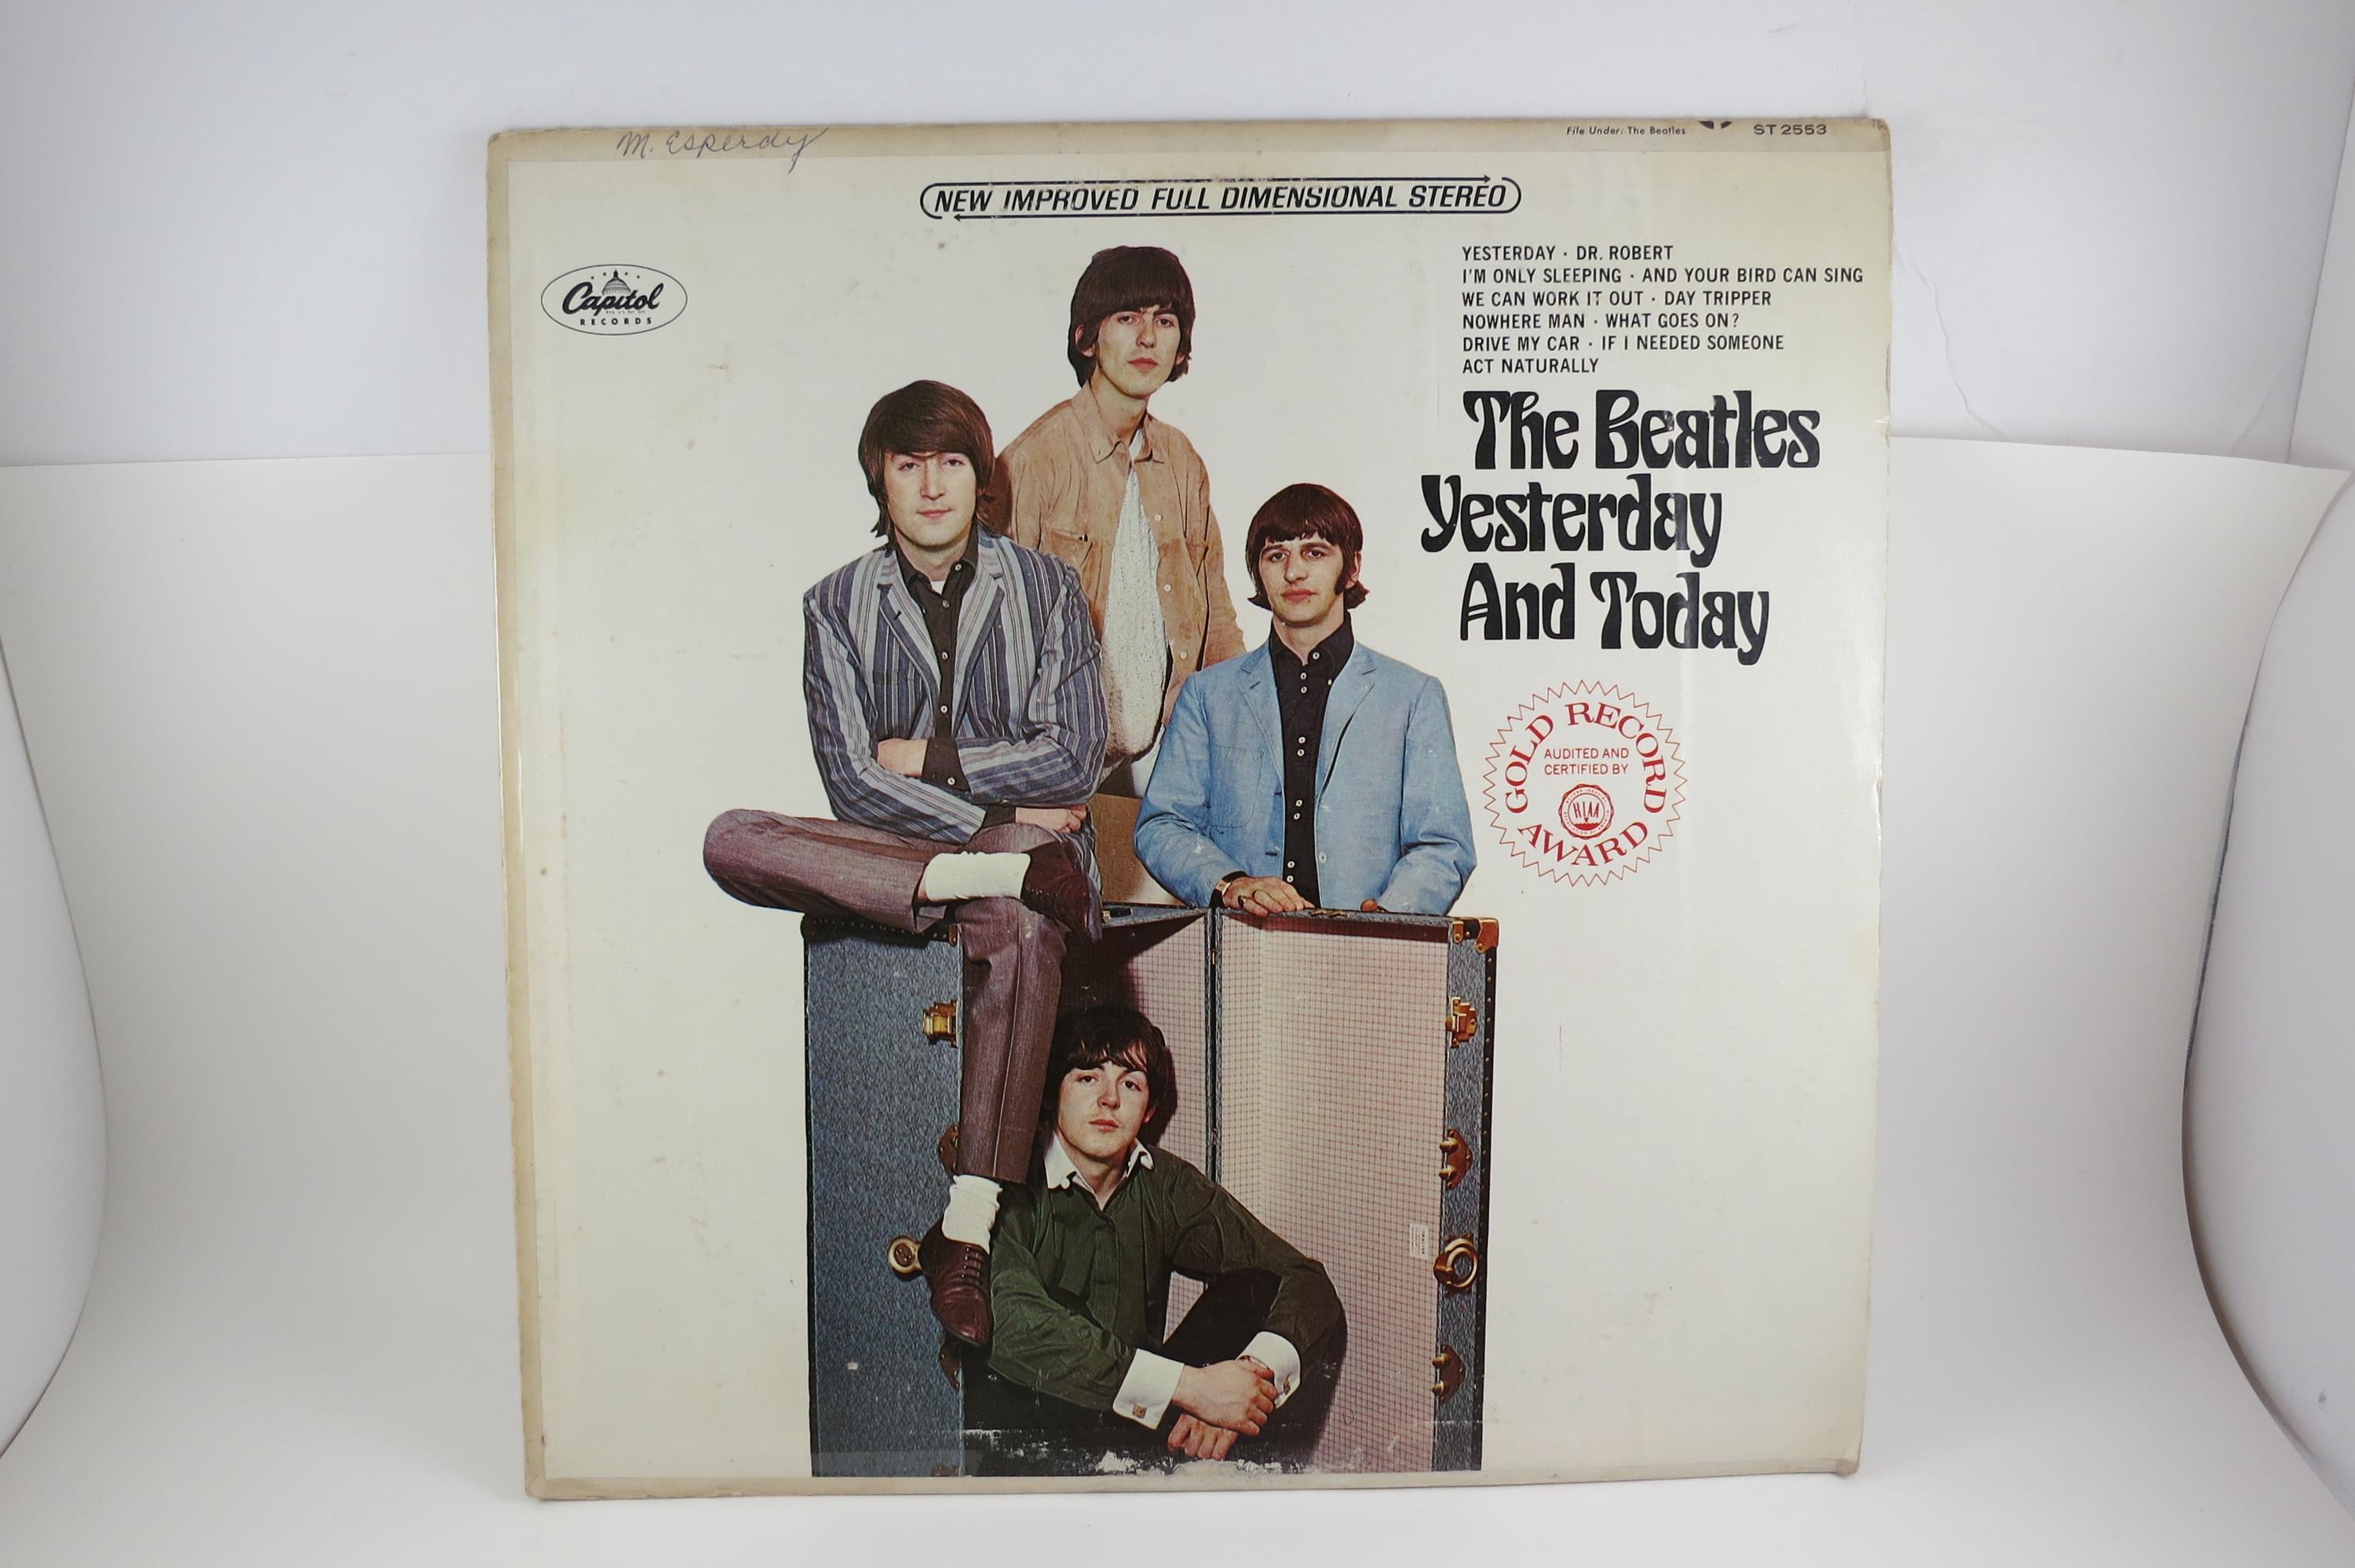 M. Esperdy
File Under: The Beatles
ST 2553
NEW IMPROVED FULL DIMENSIONAL STEREO
Capitol
RECORDS
YESTERDAY · DR. ROBERT
I'M ONLY SLEEPING · AND YOUR BIRD CAN SING
WE CAN WORK IT OUT · DAY TRIPPER
NOWHERE MAN · WHAT GOES ON?
DRIVE MY CAR · IF I NEEDED SOMEONE
ACT NATURALLY
The Beatles
Yesterday
And Today
GOLD RECORD
AUDITED AND
CERTIFIED BY
RIAA
AWARD